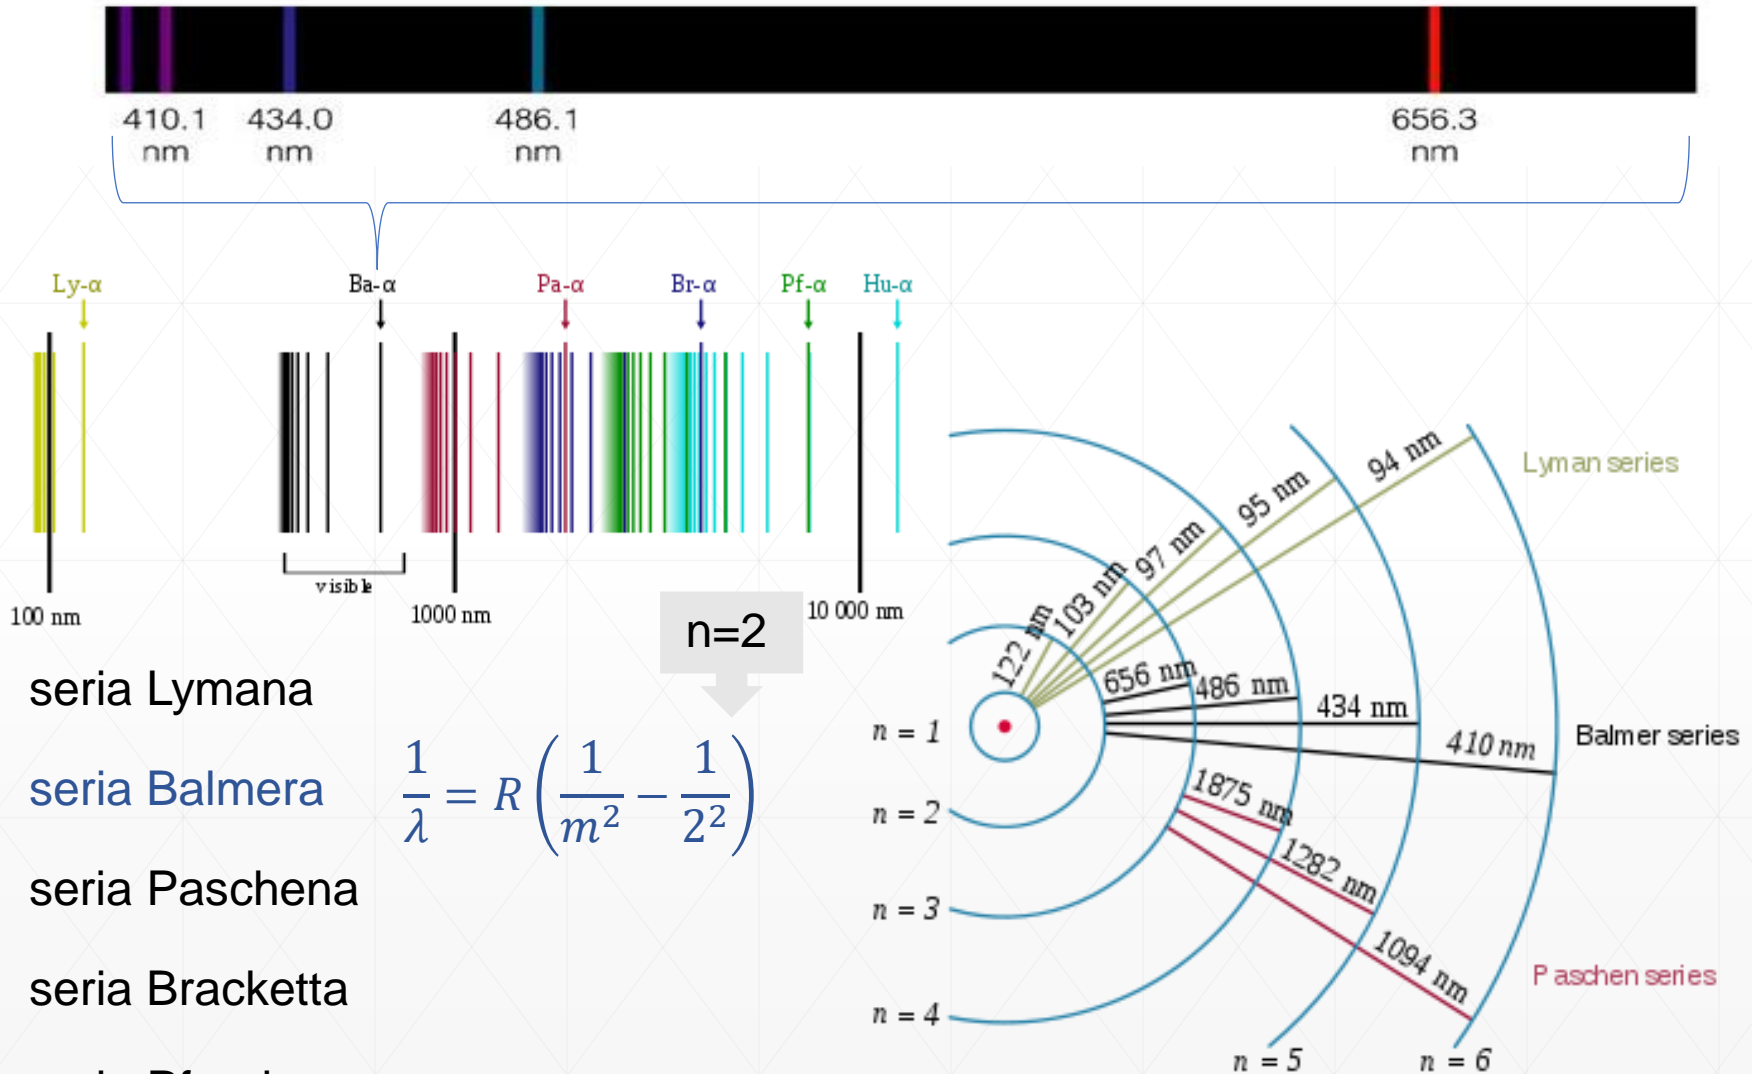 410.1 nm
434.0 nm
486.1 nm
656.3 nm
Ly-α
Ba-α
Pa-α
Br-α
Pf-α
Hu-α
visible
100 nm
1000 nm
10 000 nm
n=2
seria Lymana
seria Balmera
1/λ = R (1/m² − 1/2²)
seria Paschena
seria Bracketta
122 nm
103 nm
97 nm
95 nm
94 nm
Lyman series
656 nm
486 nm
434 nm
410 nm
Balmer series
1875 nm
1282 nm
1094 nm
Paschen series
n = 1
n = 2
n = 3
n = 4
n = 5
n = 6